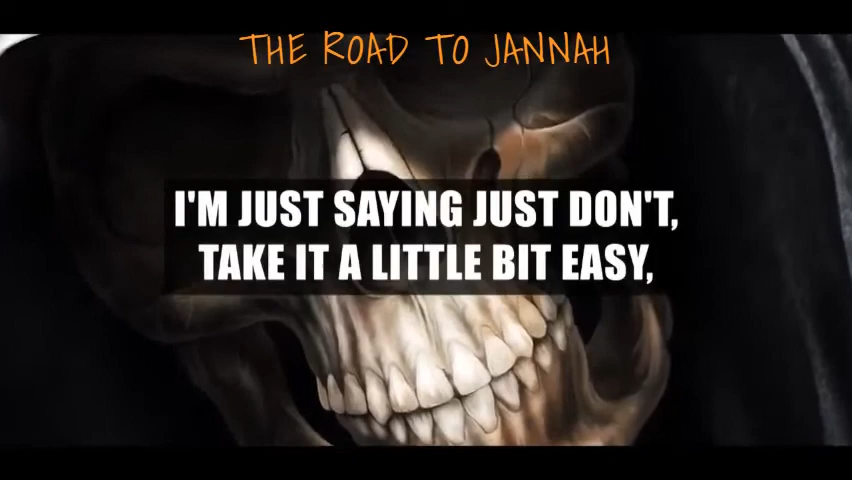 THE ROAD TO JANNAH
I'M JUST SAYING JUST DON'T,
TAKE IT A LITTLE BIT EASY,